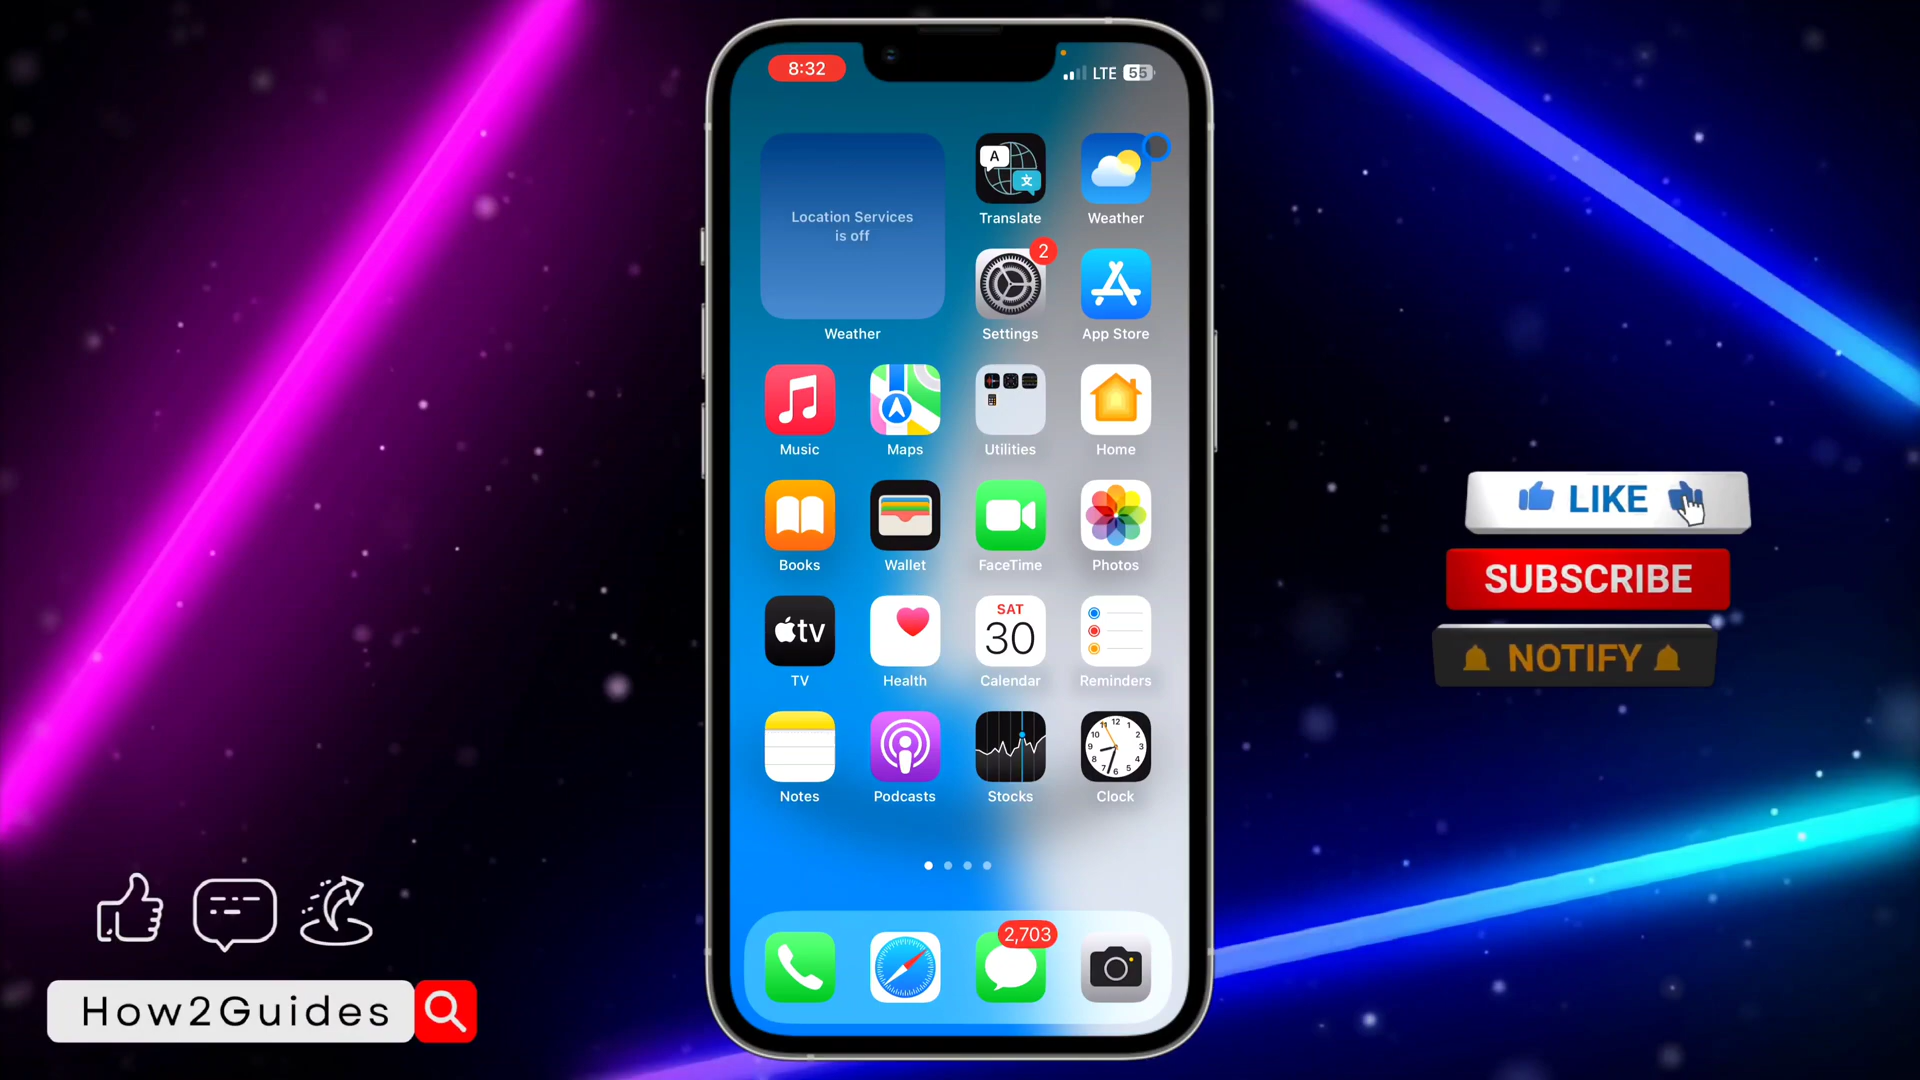 8:32
LTE 55
Location Services
is off
Weather
A
文
Translate
Weather
2
Settings
App Store
Music
Maps
Utilities
Home
Books
Wallet
FaceTime
Photos
tv
TV
Health
SAT
30
Calendar
Reminders
Notes
Podcasts
Stocks
Clock
2,703
LIKE
SUBSCRIBE
NOTIFY
How2Guides